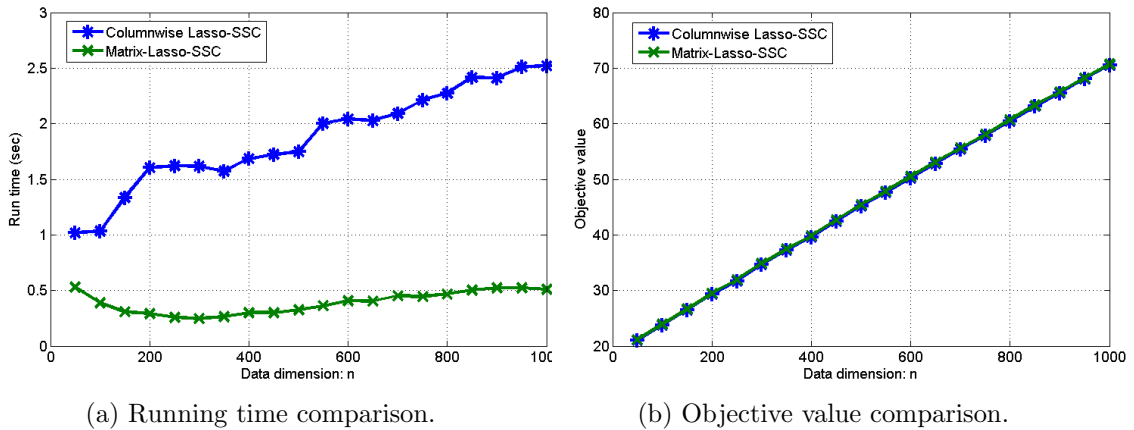 3
2.5
2
1.5
1
0.5
0
Run time (sec)
Columnwise Lasso-SSC
Matrix-Lasso-SSC
0 200 400 600 800 100
Data dimension: n
(a) Running time comparison.
80
70
60
50
40
30
20
Objective value
Columnwise Lasso-SSC
Matrix-Lasso-SSC
0 200 400 600 800 1000
Data dimension: n
(b) Objective value comparison.